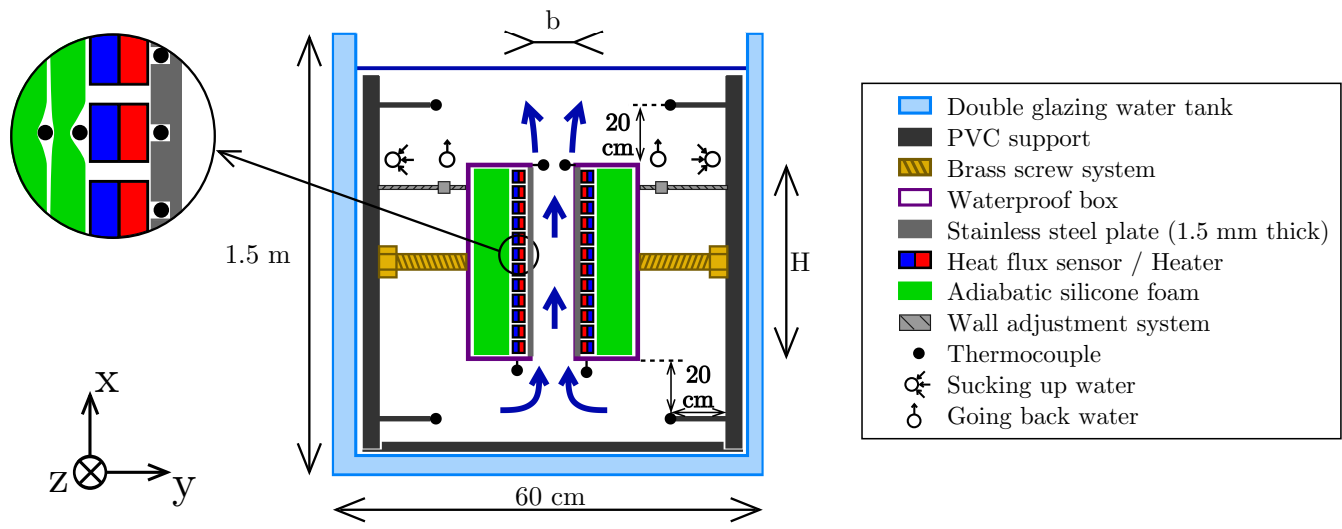 b
20
cm
1.5 m
H
20
cm
60 cm
x
z
y
Double glazing water tank
PVC support
Brass screw system
Waterproof box
Stainless steel plate (1.5 mm thick)
Heat flux sensor / Heater
Adiabatic silicone foam
Wall adjustment system
Thermocouple
Sucking up water
Going back water